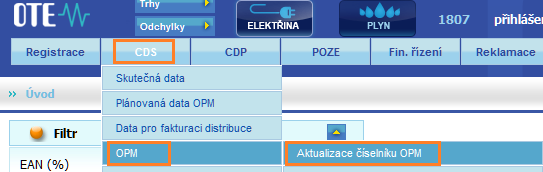 OTE
Trhy
Odchylky
ELEKTŘINA
PLYN
1807
přihlášen
Registrace
CDS
CDP
POZE
Fin. řízení
Reklamace
Skutečná data
Úvod
Plánovaná data OPM
Filtr
Data pro fakturaci distribuce
OPM
Aktualizace číselníku OPM
EAN (%)